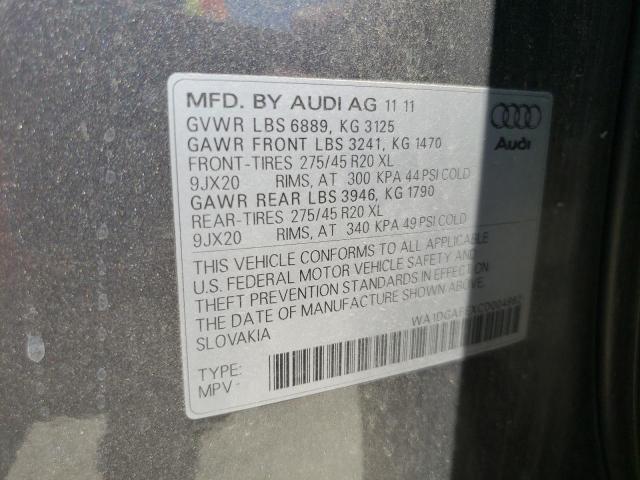 MFD. BY AUDI AG 11 11
GVWR LBS 6889, KG 3125
GAWR FRONT LBS 3241, KG 1470
FRONT-TIRES 275/45 R20 XL
9JX20 RIMS, AT 300 KPA 44 PSI COLD
GAWR REAR LBS 3946, KG 1790
REAR-TIRES 275/45 R20 XL
9JX20 RIMS, AT 340 KPA 49 PSI COLD
THIS VEHICLE CONFORMS TO ALL APPLICABLE
U.S. FEDERAL MOTOR VEHICLE SAFETY AND
THEFT PREVENTION STANDARDS IN EFFECT ON
THE DATE OF MANUFACTURE SHOWN ABOVE.
SLOVAKIA
TYPE:
MPV
Audi